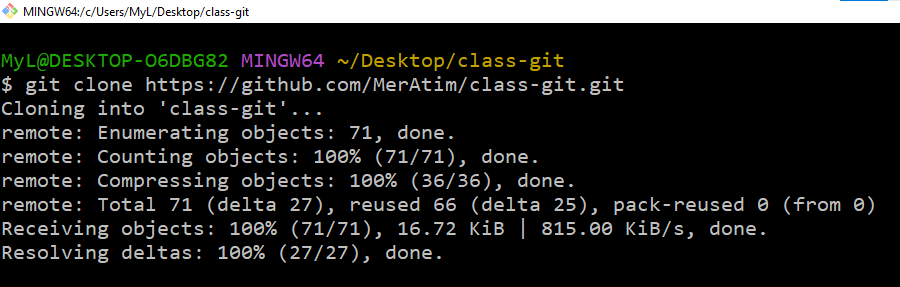 MINGW64:/c/Users/MyL/Desktop/class-git
MyL@DESKTOP-O6DBG82 MINGW64 ~/Desktop/class-git
$ git clone https://github.com/MerAtim/class-git.git
Cloning into 'class-git'...
remote: Enumerating objects: 71, done.
remote: Counting objects: 100% (71/71), done.
remote: Compressing objects: 100% (36/36), done.
remote: Total 71 (delta 27), reused 66 (delta 25), pack-reused 0 (from 0)
Receiving objects: 100% (71/71), 16.72 KiB | 815.00 KiB/s, done.
Resolving deltas: 100% (27/27), done.